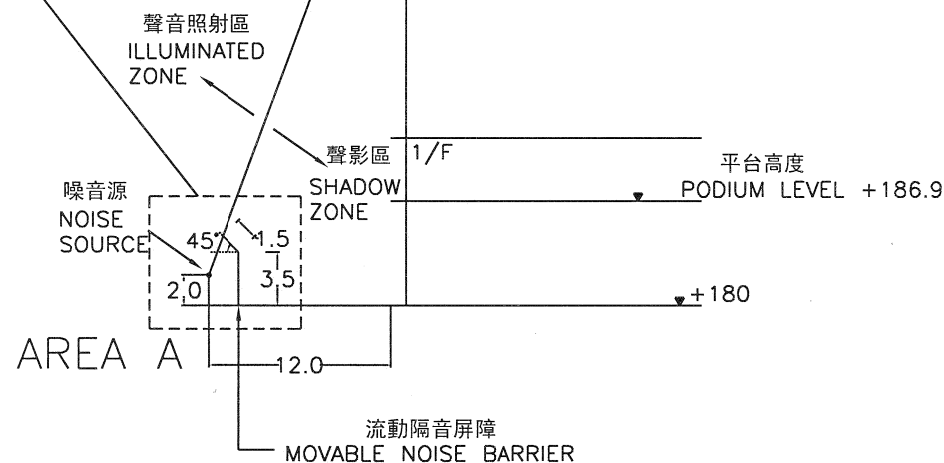 聲音照射區
ILLUMINATED
ZONE
聲影區
SHADOW
ZONE
1/F
平台高度
PODIUM LEVEL +186.9
噪音源
NOISE
SOURCE
45°
1.5
3.5
2.0
+180
AREA A
12.0
流動隔音屏障
MOVABLE NOISE BARRIER